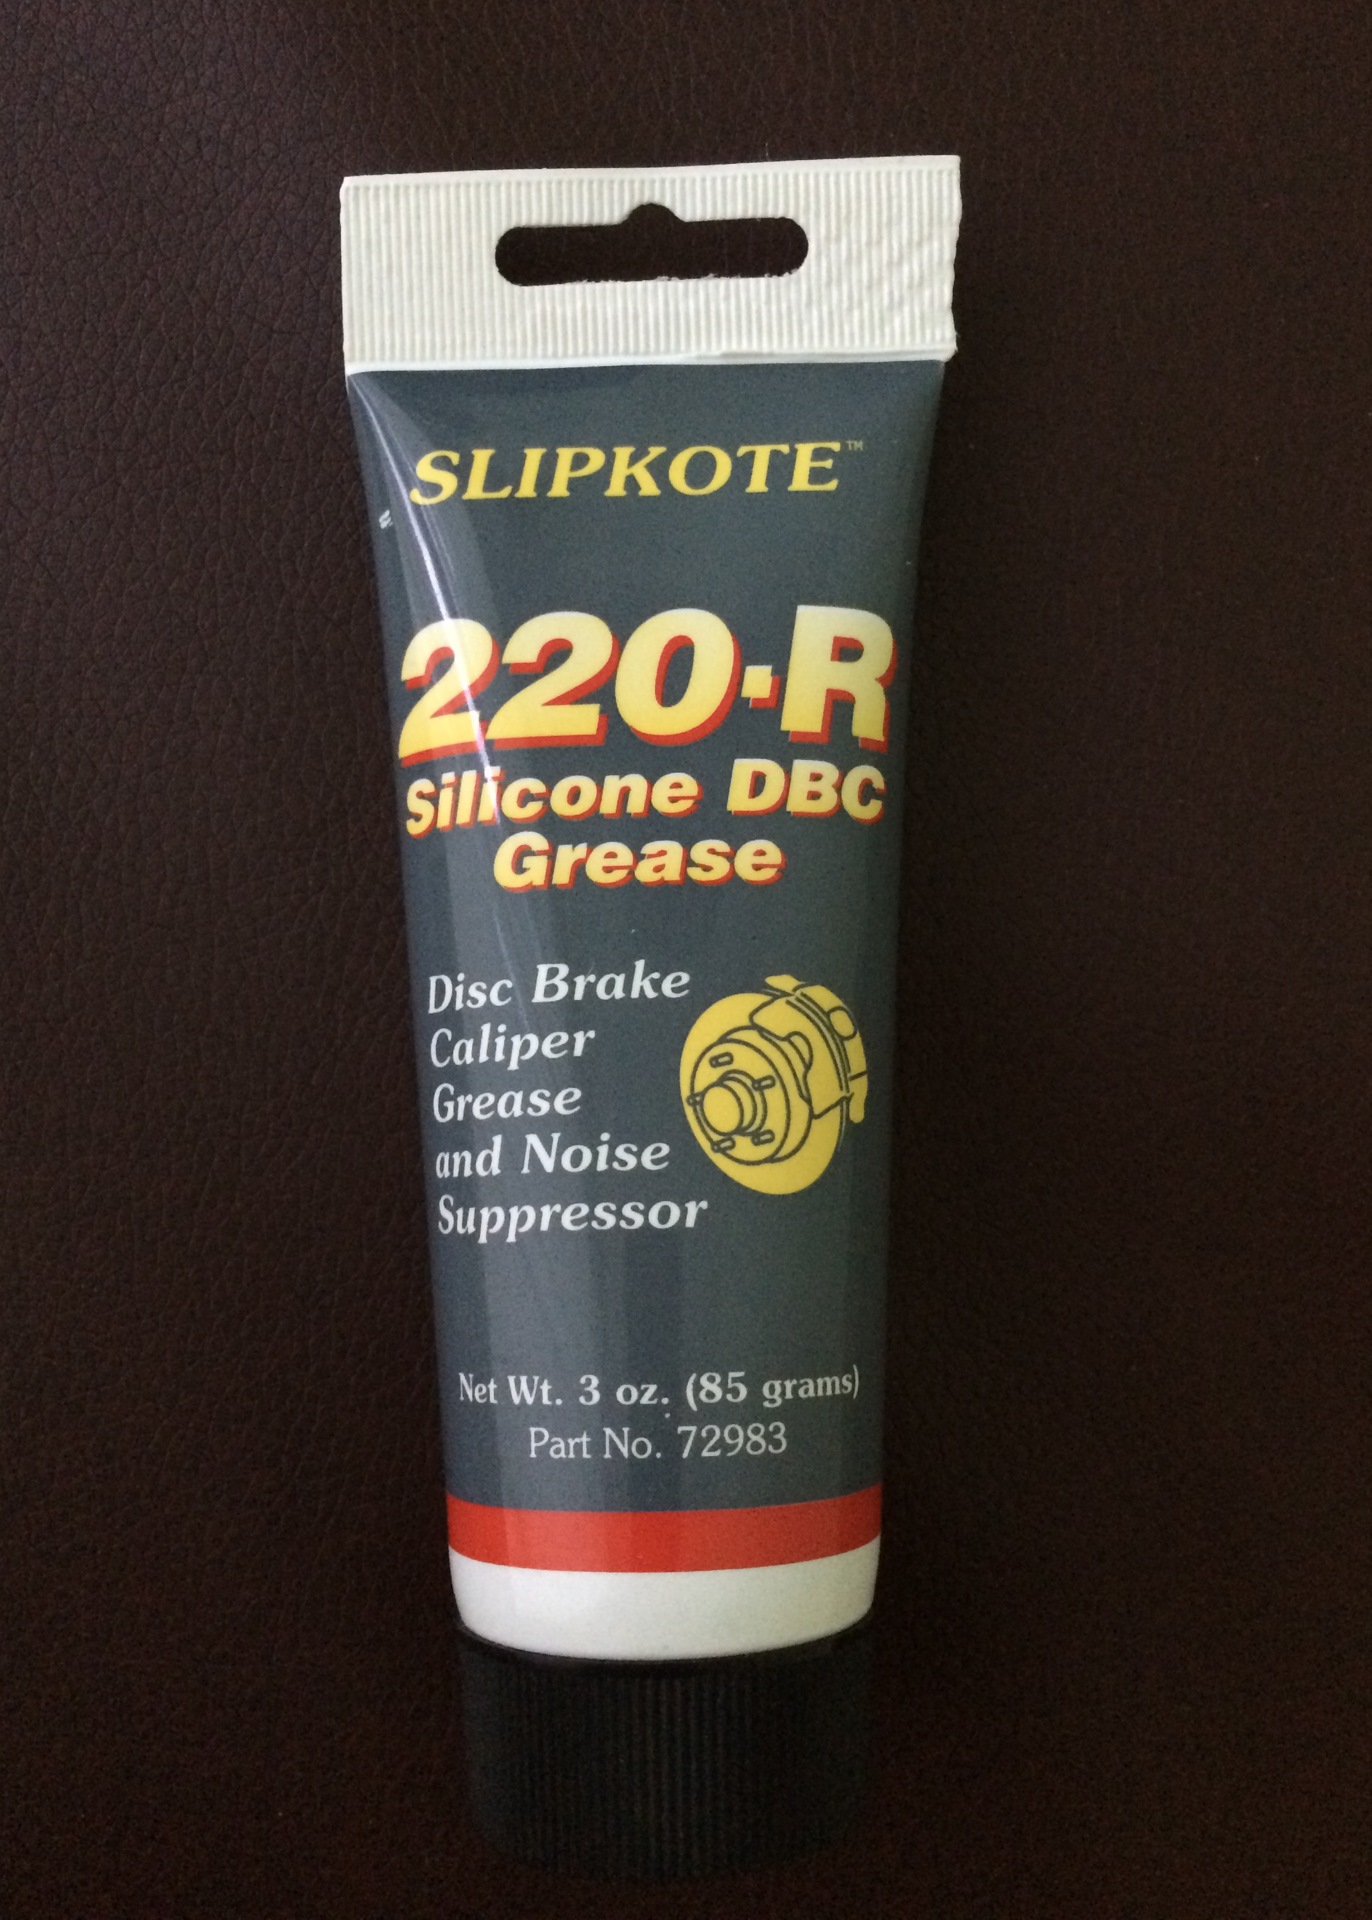 SLIPKOTE™
220·R
Silicone DBC
Grease
Disc Brake
Caliper
Grease
and Noise
Suppressor
Net Wt. 3 oz. (85 grams)
Part No. 72983